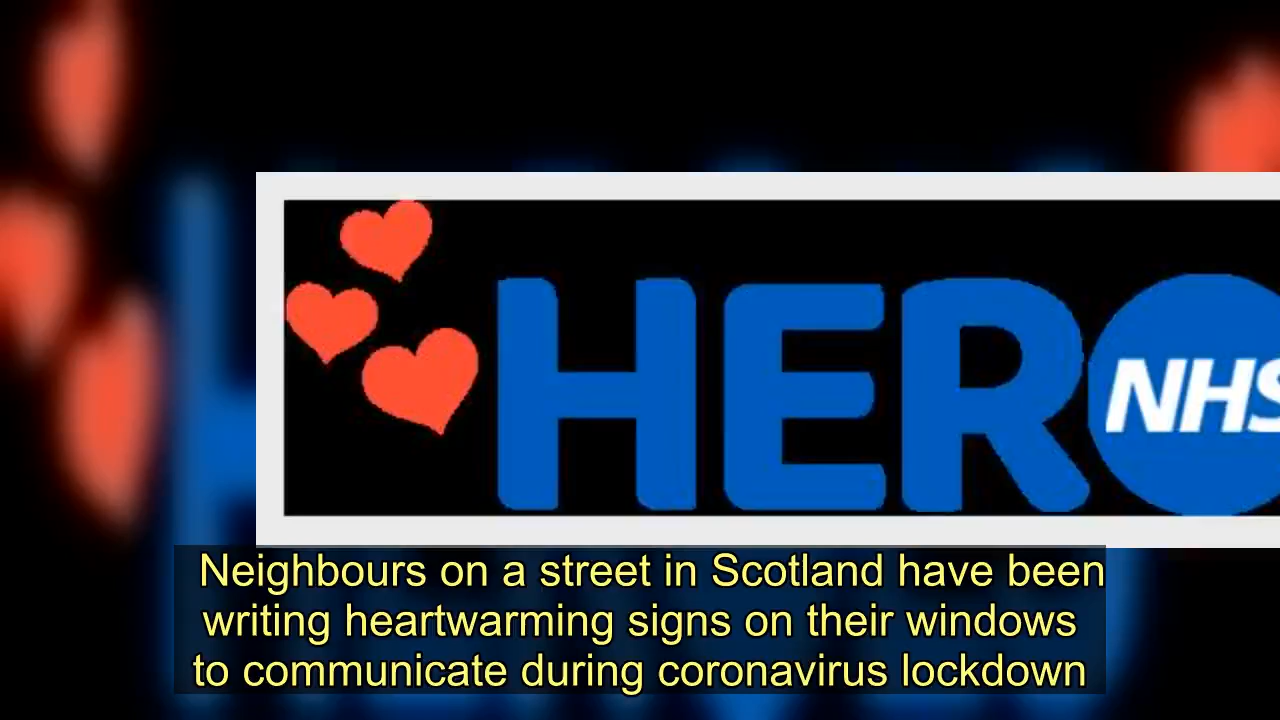 HERO
NHS
Neighbours on a street in Scotland have been
writing heartwarming signs on their windows
to communicate during coronavirus lockdown